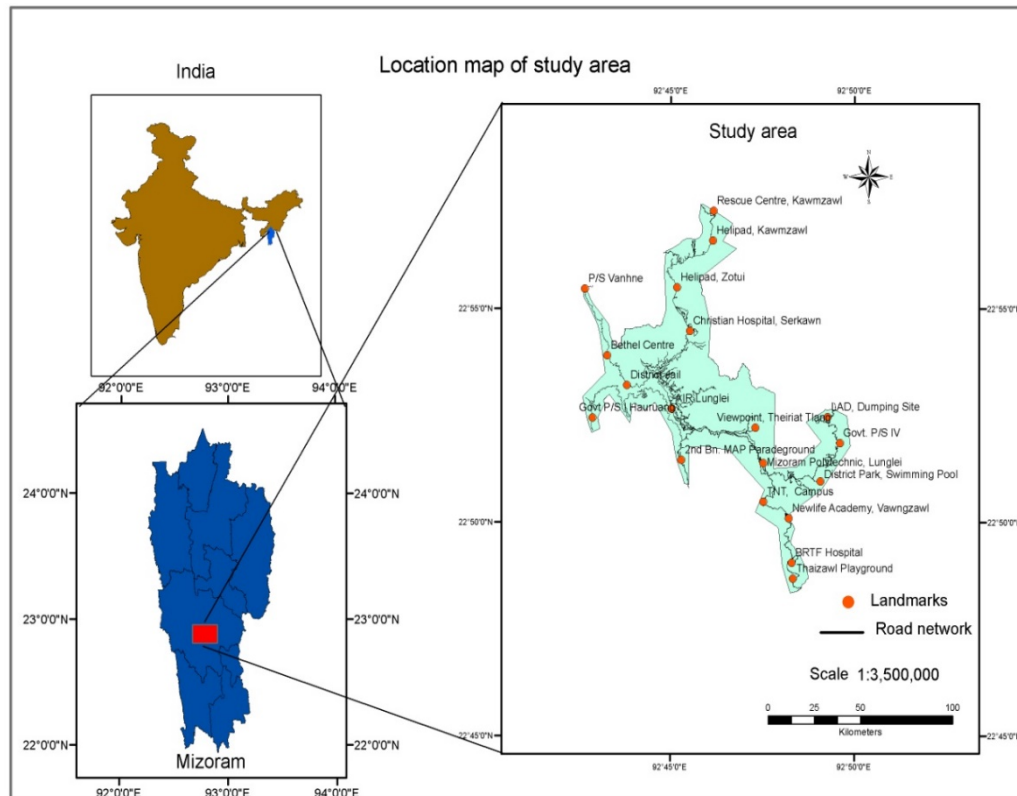 Location map of study area
India
92°0'0"E 93°0'0"E 94°0'0"E
24°0'0"N 24°0'0"N
23°0'0"N 23°0'0"N
22°0'0"N 22°0'0"N
Mizoram
92°0'0"E 93°0'0"E 94°0'0"E
92°45'0"E 92°50'0"E
Study area
N
W E
S
Rescue Centre, Kawmzawl
Helipad, Kawmzawl
P/S Vanhne
Helipad, Zotui
22°55'0"N 22°55'0"N
Christian Hospital, Serkawn
Bethel Centre
District Jail
AIR Lunglei
Govt P/S I Hauruang
Viewpoint, Theiriat Tlang
IIAD, Dumping Site
Govt. P/S IV
2nd Bn. MAP Paradeground
Mizoram Polytechnic, Lunglei
District Park, Swimming Pool
TNT, Campus
Newlife Academy, Vawngzawl
22°50'0"N 22°50'0"N
BRTF Hospital
Thaizawl Playground
Landmarks
Road network
Scale 1:3,500,000
0 25 50 100
Kilometers
22°45'0"N 22°45'0"N
92°45'0"E 92°50'0"E